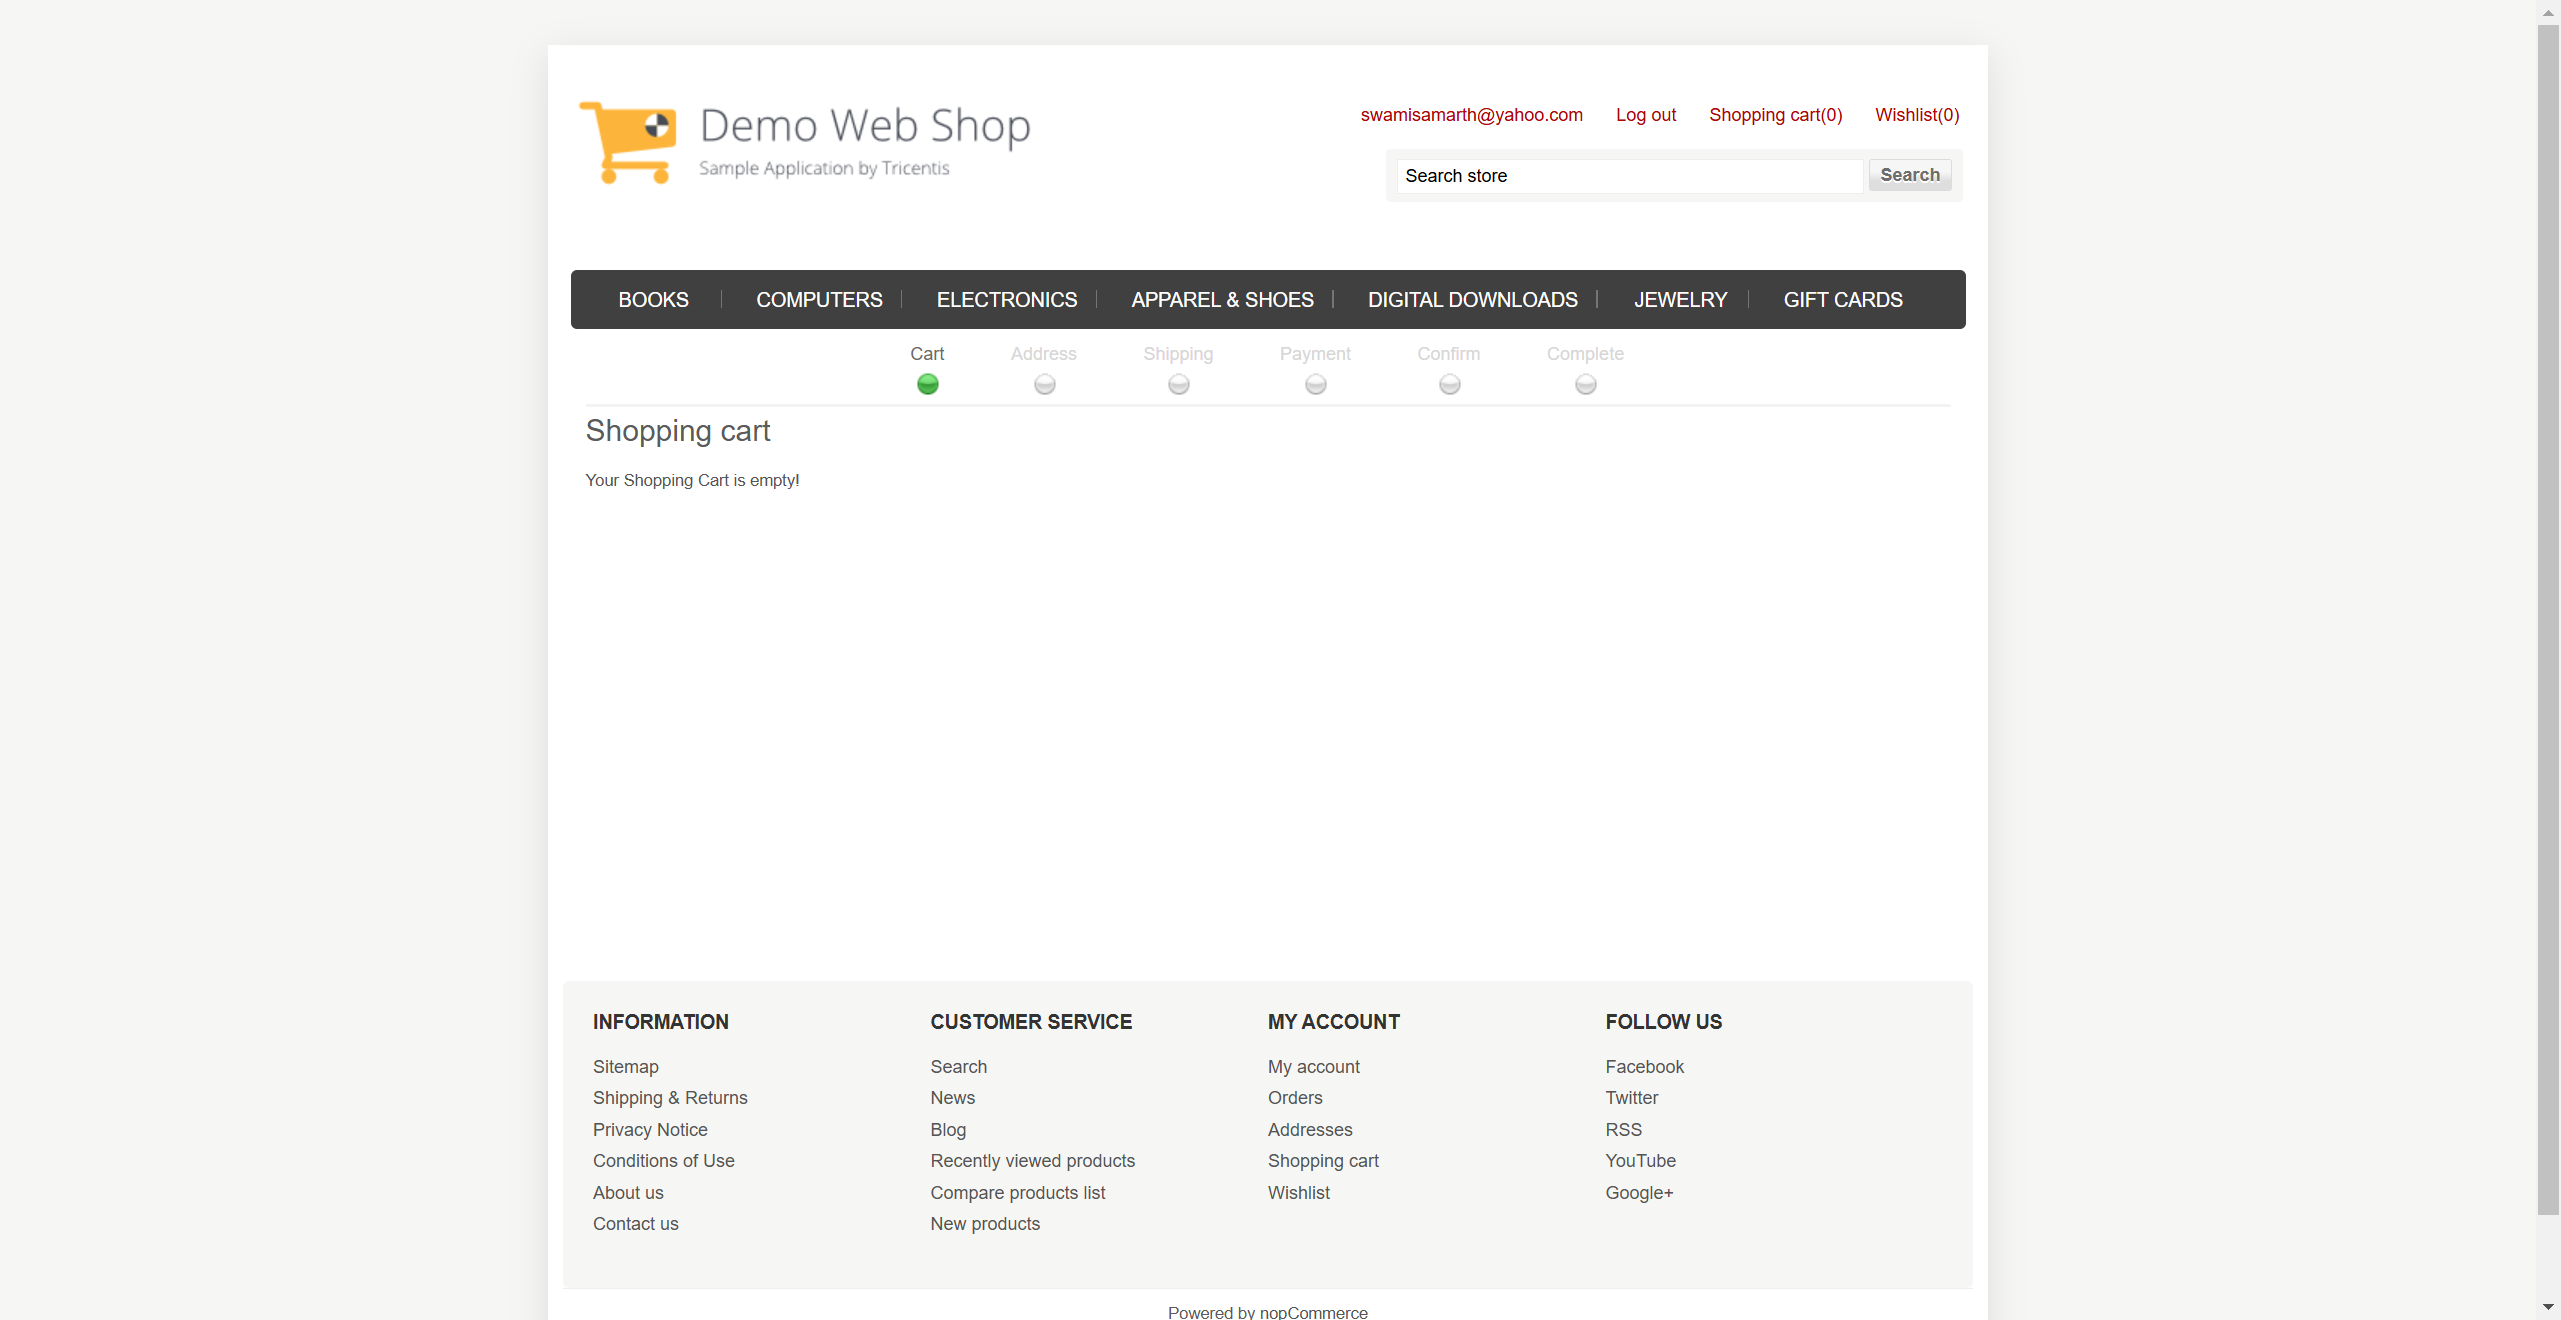 Demo Web Shop
Sample Application by Tricentis
swamisamarth@yahoo.com Log out Shopping cart(0) Wishlist(0)
Search store Search
BOOKS COMPUTERS ELECTRONICS APPAREL & SHOES DIGITAL DOWNLOADS JEWELRY GIFT CARDS
Cart Address Shipping Payment Confirm Complete
Shopping cart
Your Shopping Cart is empty!
INFORMATION
Sitemap
Shipping & Returns
Privacy Notice
Conditions of Use
About us
Contact us
CUSTOMER SERVICE
Search
News
Blog
Recently viewed products
Compare products list
New products
MY ACCOUNT
My account
Orders
Addresses
Shopping cart
Wishlist
FOLLOW US
Facebook
Twitter
RSS
YouTube
Google+
Powered by nopCommerce